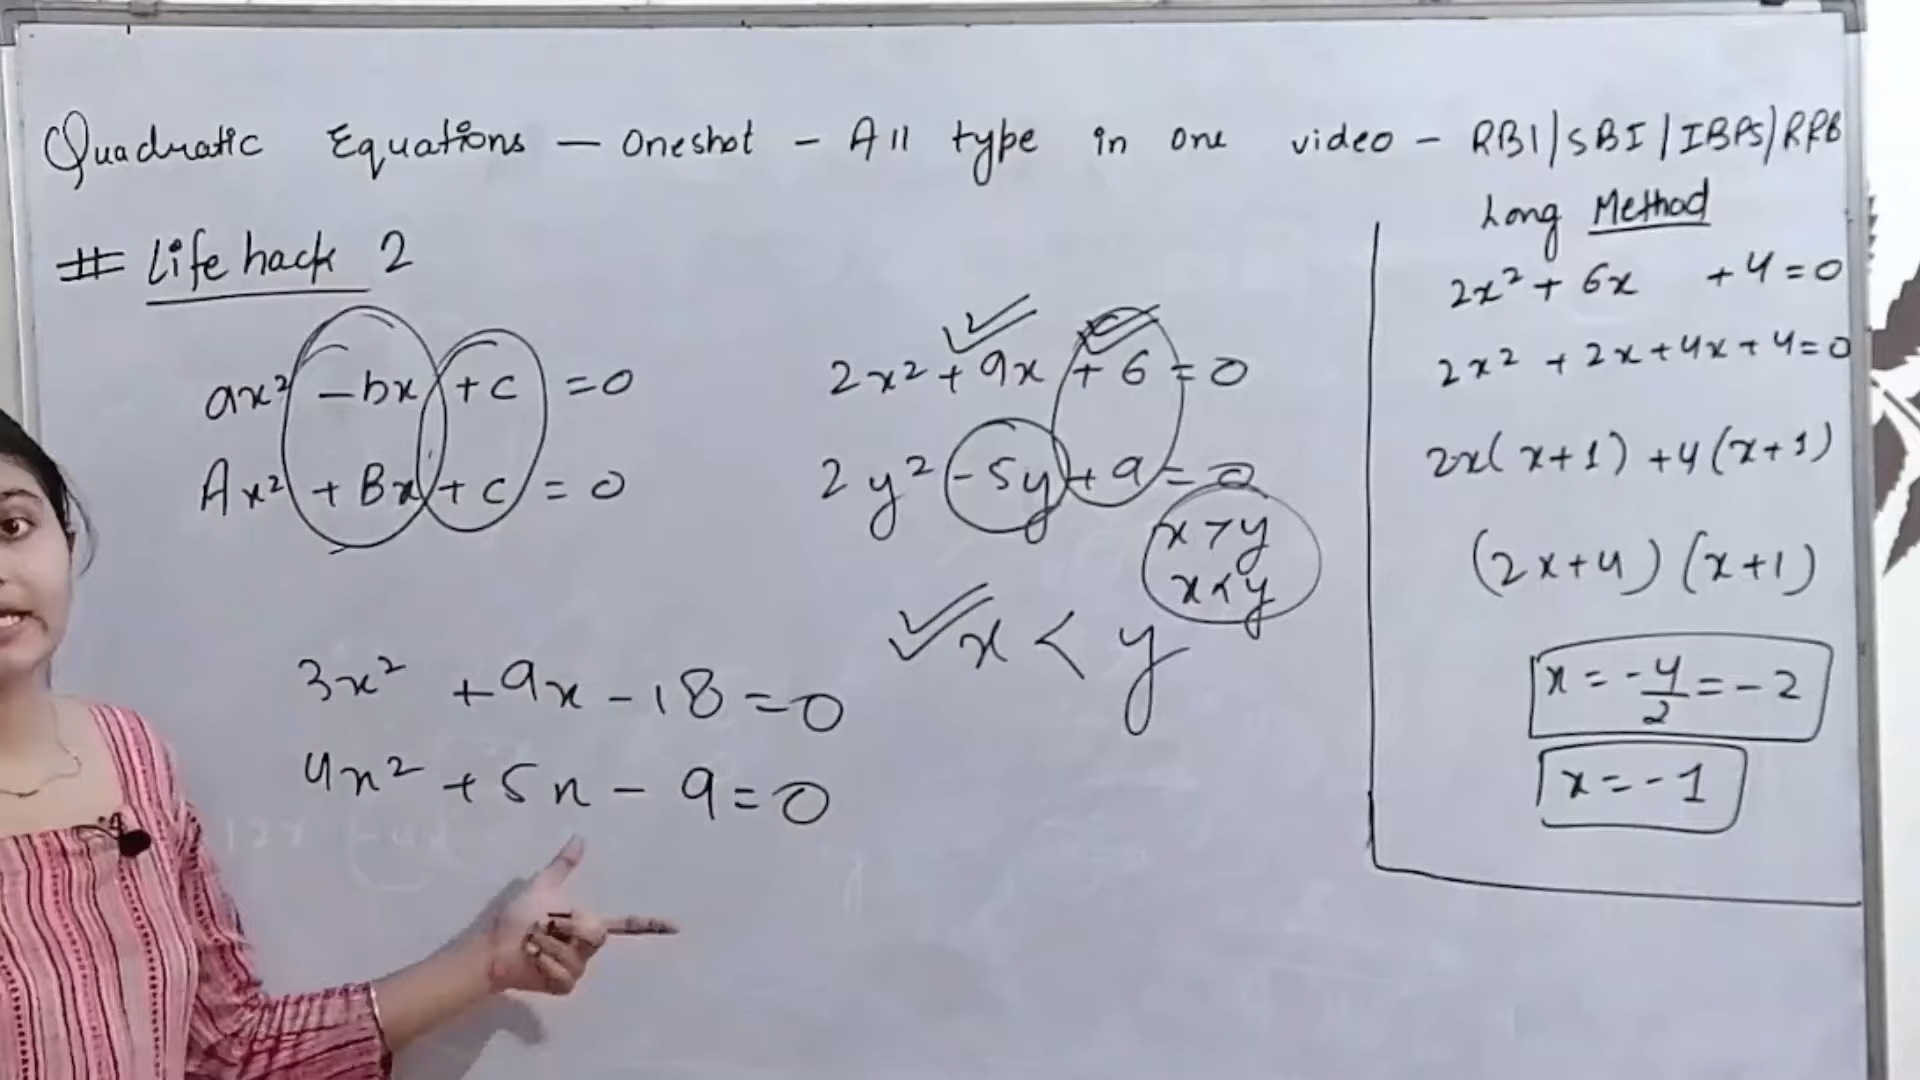 Quadratic Equations – Oneshot – All type in one video – RBI/SBI/IBPS/RRB
# Life hack 2
ax² – bx + c = 0
Ax² + Bx + c = 0
2x² + 9x + 6 = 0
2y² – 5y + 9 = 0
x > y
x < y
x < y
3x² + 9x – 18 = 0
4x² + 5x – 9 = 0
Long Method
2x² + 6x + 4 = 0
2x² + 2x + 4x + 4 = 0
2x(x+1) + 4(x+1)
(2x+4) (x+1)
x = -4/2 = -2
x = -1